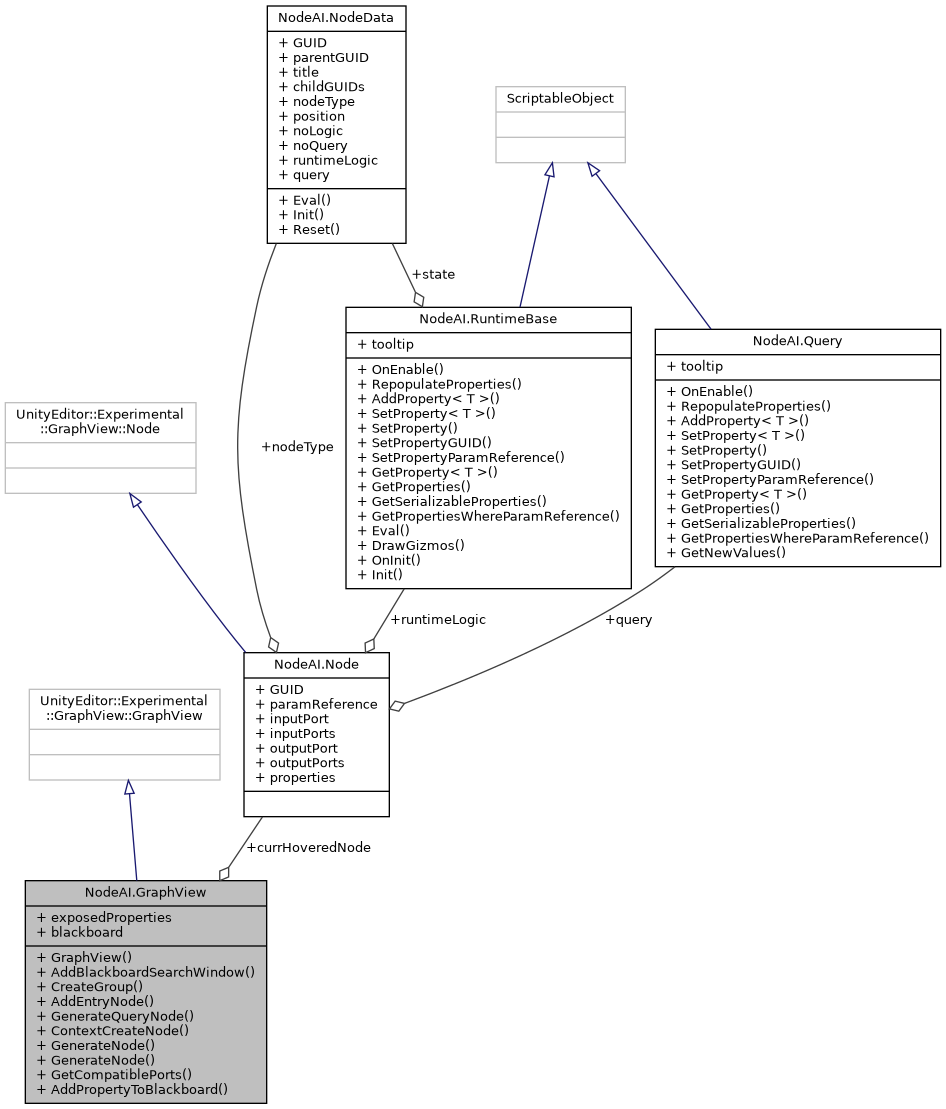 NodeAI.NodeData
+ GUID
+ parentGUID
+ title
+ childGUIDs
+ nodeType
+ position
+ noLogic
+ noQuery
+ runtimeLogic
+ query
+ Eval()
+ Init()
+ Reset()
ScriptableObject
+state
NodeAI.RuntimeBase
+ tooltip
+ OnEnable()
+ RepopulateProperties()
+ AddProperty< T >()
+ SetProperty< T >()
+ SetProperty()
+ SetPropertyGUID()
+ SetPropertyParamReference()
+ GetProperty< T >()
+ GetProperties()
+ GetSerializableProperties()
+ GetPropertiesWhereParamReference()
+ Eval()
+ DrawGizmos()
+ OnInit()
+ Init()
NodeAI.Query
+ tooltip
+ OnEnable()
+ RepopulateProperties()
+ AddProperty< T >()
+ SetProperty< T >()
+ SetProperty()
+ SetPropertyGUID()
+ SetPropertyParamReference()
+ GetProperty< T >()
+ GetProperties()
+ GetSerializableProperties()
+ GetPropertiesWhereParamReference()
+ GetNewValues()
UnityEditor::Experimental
::GraphView::Node
+nodeType
+runtimeLogic
+query
NodeAI.Node
+ GUID
+ paramReference
+ inputPort
+ inputPorts
+ outputPort
+ outputPorts
+ properties
UnityEditor::Experimental
::GraphView::GraphView
+currHoveredNode
NodeAI.GraphView
+ exposedProperties
+ blackboard
+ GraphView()
+ AddBlackboardSearchWindow()
+ CreateGroup()
+ AddEntryNode()
+ GenerateQueryNode()
+ ContextCreateNode()
+ GenerateNode()
+ GenerateNode()
+ GetCompatiblePorts()
+ AddPropertyToBlackboard()